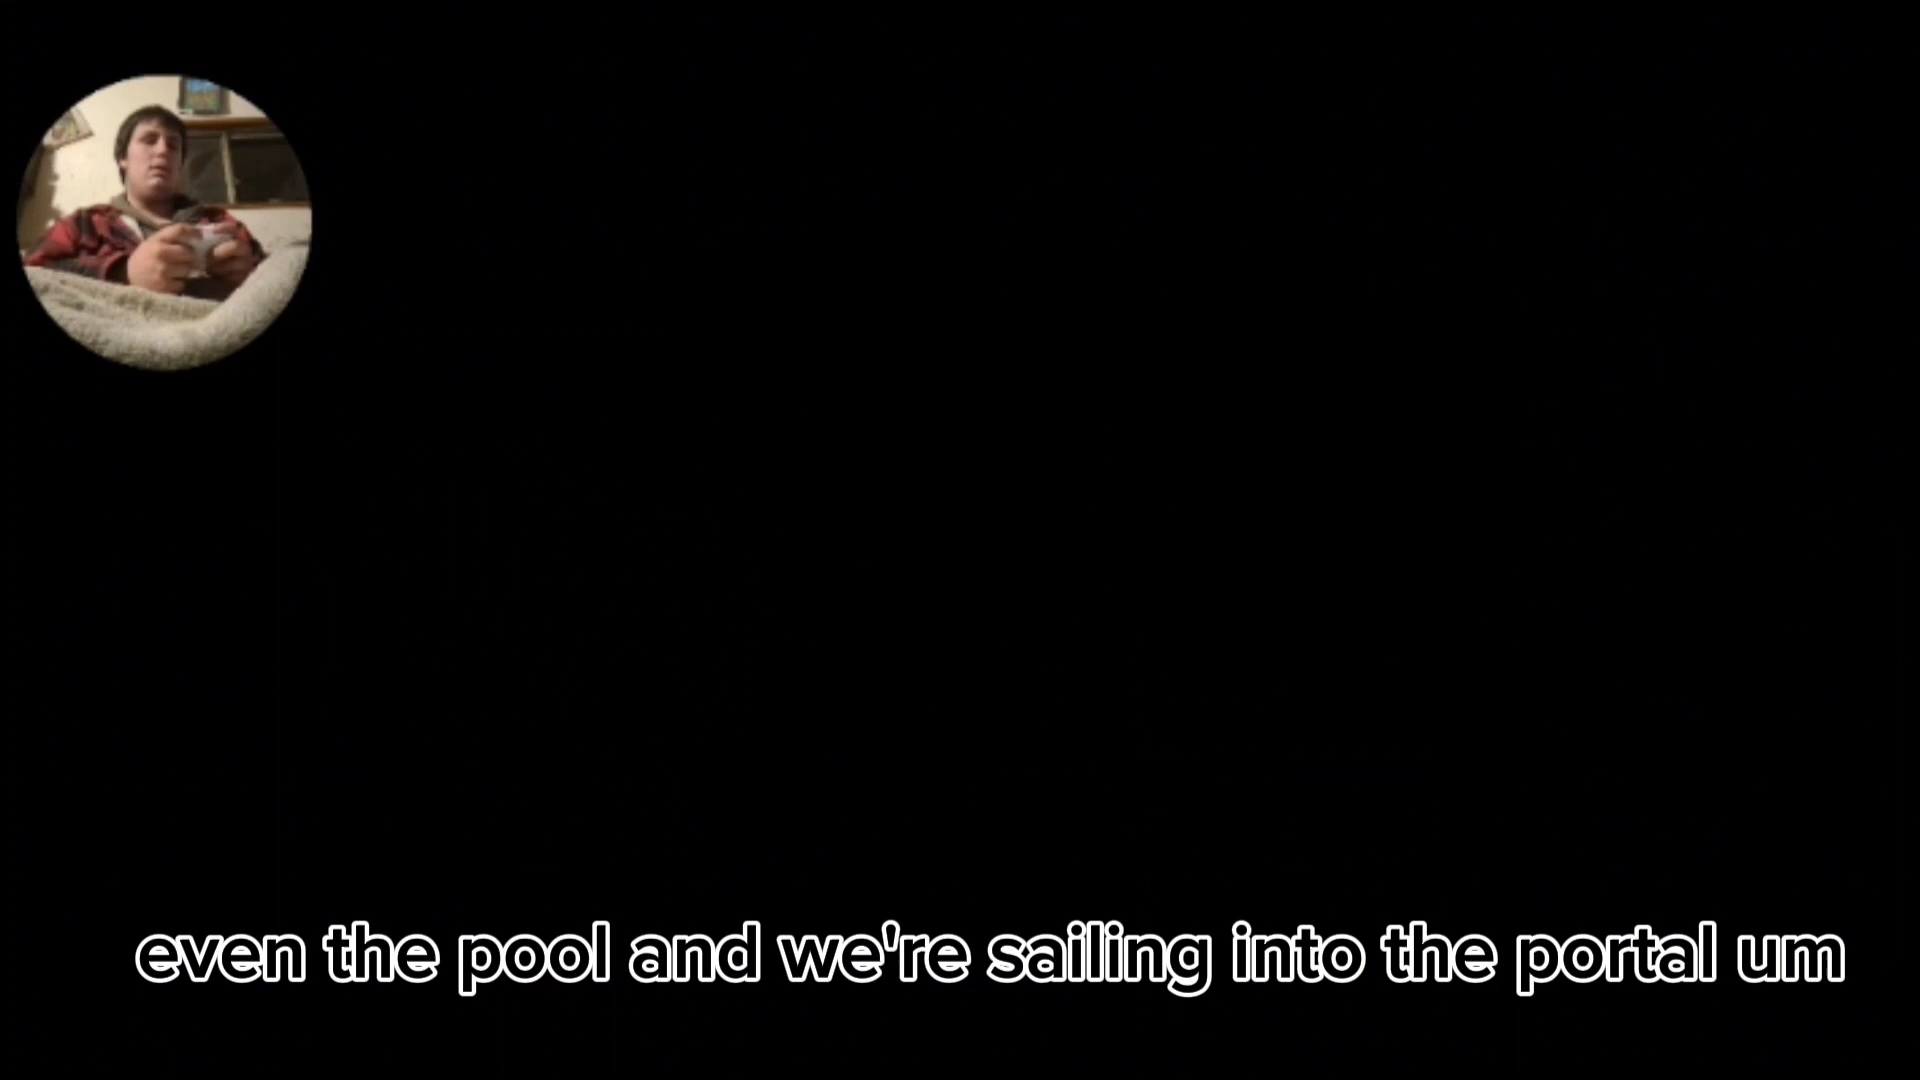 even the pool and we're sailing into the portal um